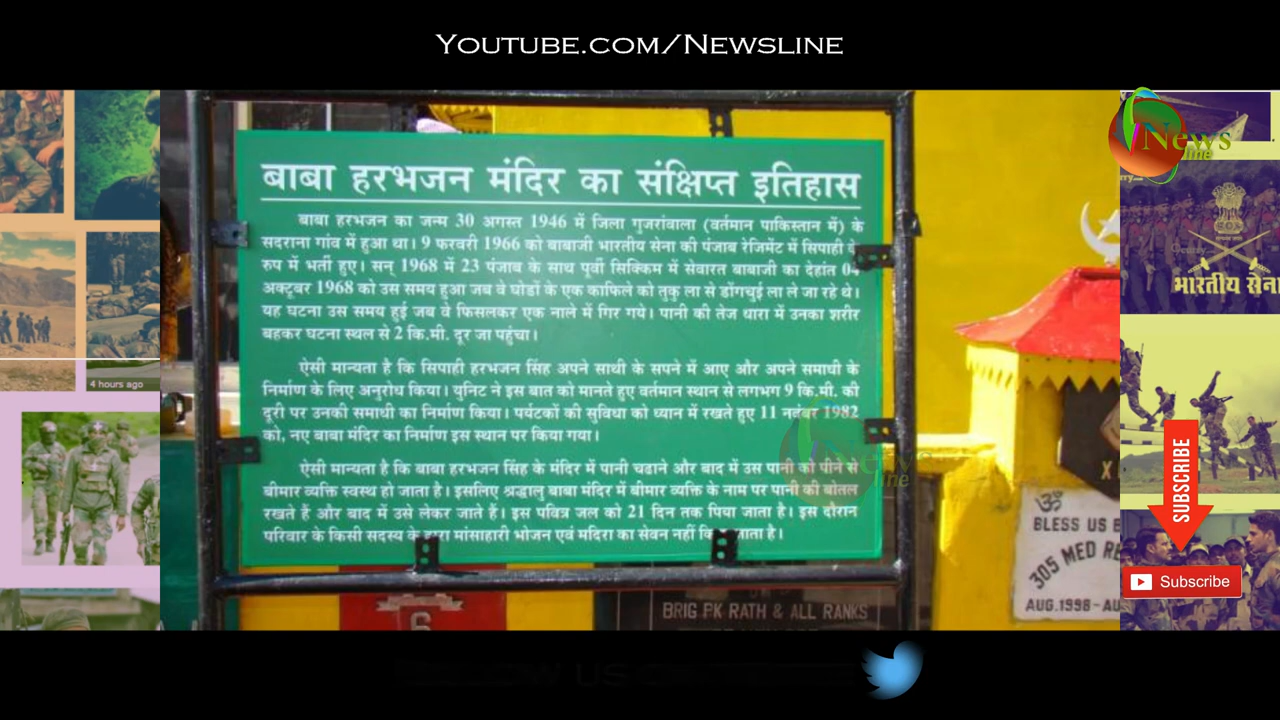 YOUTUBE.COM/NEWSLINE
बाबा हरभजन मंदिर का संक्षिप्त इतिहास
बाबा हरभजन का जन्म 30 अगस्त 1946 में जिला गुजरांवाला (वर्तमान पाकिस्तान में) के
सदराना गांव में हुआ था। 9 फरवरी 1966 को बाबाजी भारतीय सेना की पंजाब रेजिमेंट में सिपाही के
रुप में भर्ती हुए। सन् 1968 में 23 पंजाब के साथ पूर्वी सिक्किम में सेवारत बाबाजी का देहांत 04
अक्टूबर 1968 को उस समय हुआ जब वे घोडों के एक काफिले को तुकु ला से डोंगचुई ला ले जा रहे थे।
यह घटना उस समय हुई जब वे फिसलकर एक नाले में गिर गये। पानी की तेज धारा में उनका शरीर
बहकर घटना स्थल से 2 कि.मी. दूर जा पहुंचा।
ऐसी मान्यता है कि सिपाही हरभजन सिंह अपने साथी के सपने में आए और अपने समाधी के
निर्माण के लिए अनुरोध किया। युनिट ने इस बात को मानते हुए वर्तमान स्थान से लगभग 9 कि.मी. की
दूरी पर उनकी समाधी का निर्माण किया। पर्यटकों की सुविधा को ध्यान में रखते हुए 11 नवंबर 1982
को, नए बाबा मंदिर का निर्माण इस स्थान पर किया गया।
ऐसी मान्यता है कि बाबा हरभजन सिंह के मंदिर में पानी चढाने और बाद में उस पानी को पीने से
बीमार व्यक्ति स्वस्थ हो जाता है। इसलिए श्रद्धालु बाबा मंदिर में बीमार व्यक्ति के नाम पर पानी की बोतल
रखते हैं और बाद में उसे लेकर जाते हैं। इस पवित्र जल को 21 दिन तक पिया जाता है। इस दौरान
परिवार के किसी सदस्य के द्वारा मांसाहारी भोजन एवं मदिरा का सेवन नहीं किया जाता है।
News
line
भारतीय सेना
4 hours ago
SUBSCRIBE
Subscribe
ॐ
BLESS US
305 MED
AUG.1998-
6
BRIG PK RATH & ALL RANKS